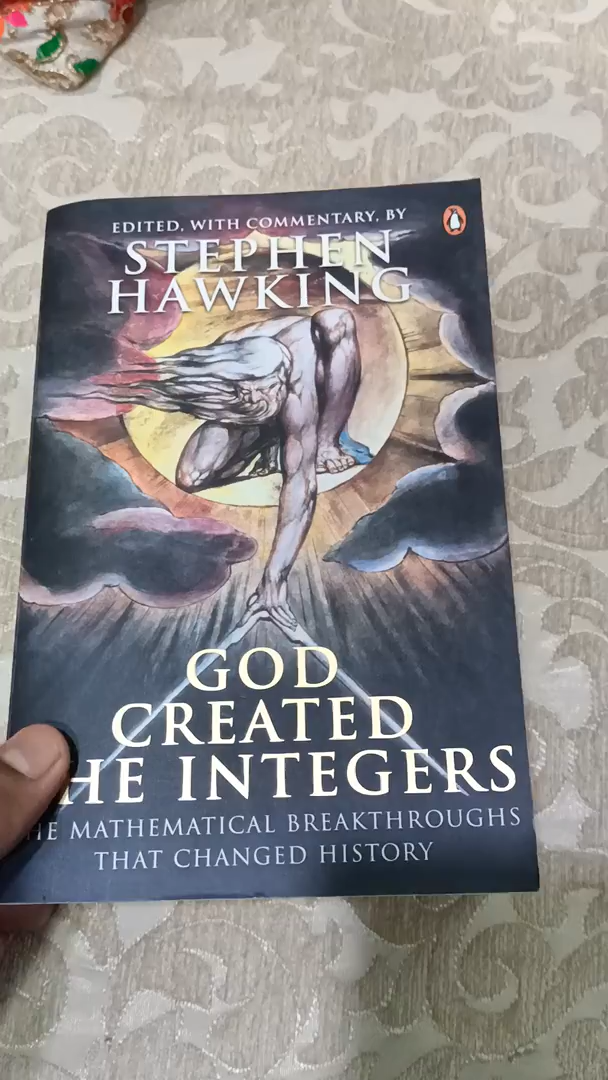 EDITED, WITH COMMENTARY, BY
STEPHEN
HAWKING
GOD
CREATED
HE INTEGERS
HE MATHEMATICAL BREAKTHROUGHS
THAT CHANGED HISTORY